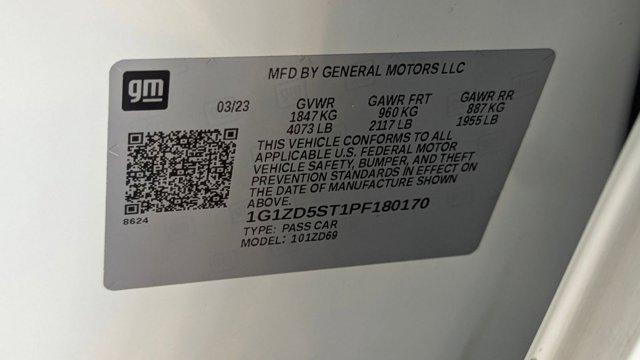 gm
MFD BY GENERAL MOTORS LLC
03/23 GVWR GAWR FRT GAWR RR
1847 KG 960 KG 887 KG
4073 LB 2117 LB 1955 LB
THIS VEHICLE CONFORMS TO ALL
APPLICABLE U.S. FEDERAL MOTOR
VEHICLE SAFETY, BUMPER, AND THEFT
PREVENTION STANDARDS IN EFFECT ON
THE DATE OF MANUFACTURE SHOWN
ABOVE.
1G1ZD5ST1PF180170
8624
TYPE: PASS CAR
MODEL: 101ZD69